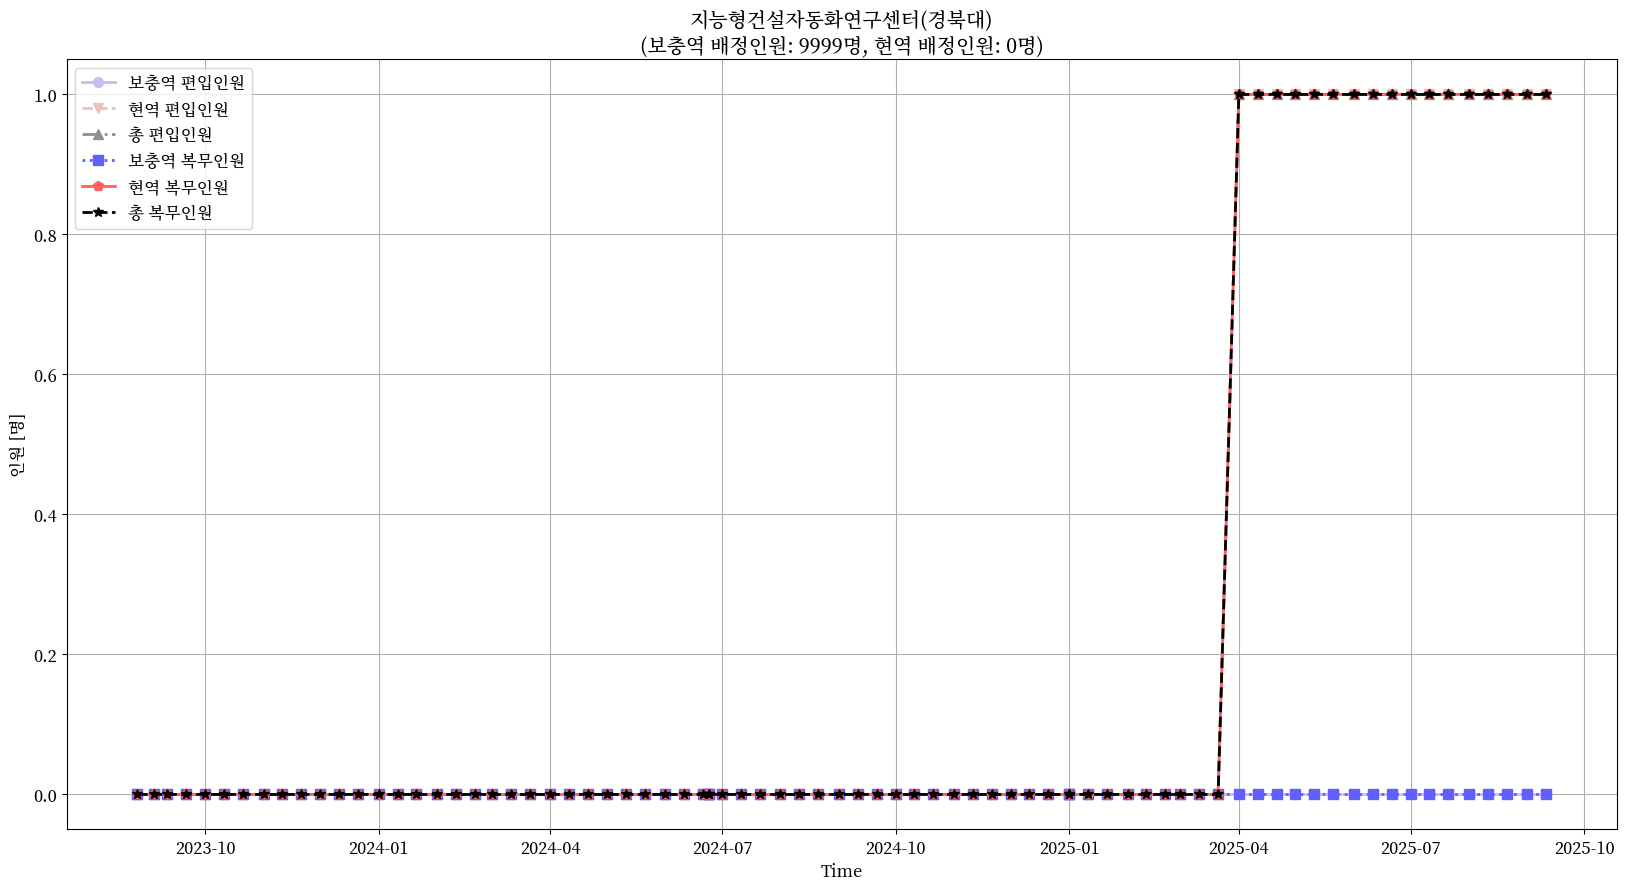 지능형건설자동화연구센터(경북대)
(보충역 배정인원: 9999명, 현역 배정인원: 0명)
보충역 편입인원
현역 편입인원
총 편입인원
보충역 복무인원
현역 복무인원
총 복무인원
1.0
0.8
0.6
0.4
0.2
0.0
인원 [명]
2023-10
2024-01
2024-04
2024-07
2024-10
2025-01
2025-04
2025-07
2025-10
Time